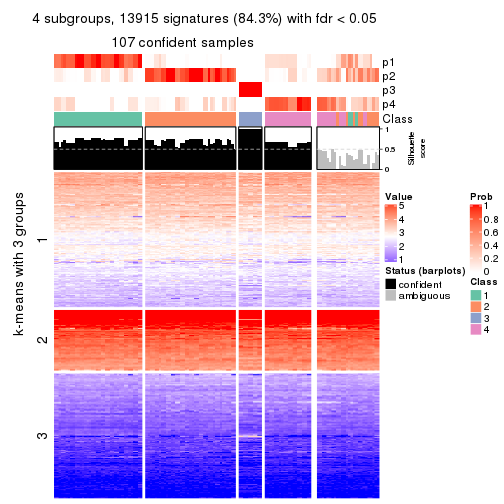 4 subgroups, 13915 signatures (84.3%) with fdr < 0.05
107 confident samples
p1
p2
p3
p4
Class
1
0.5
0
Silhouette
score
k-means with 3 groups
1
2
3
Value
5
4
3
2
1
Status (barplots)
confident
ambiguous
Prob
1
0.8
0.6
0.4
0.2
0
Class
1
2
3
4